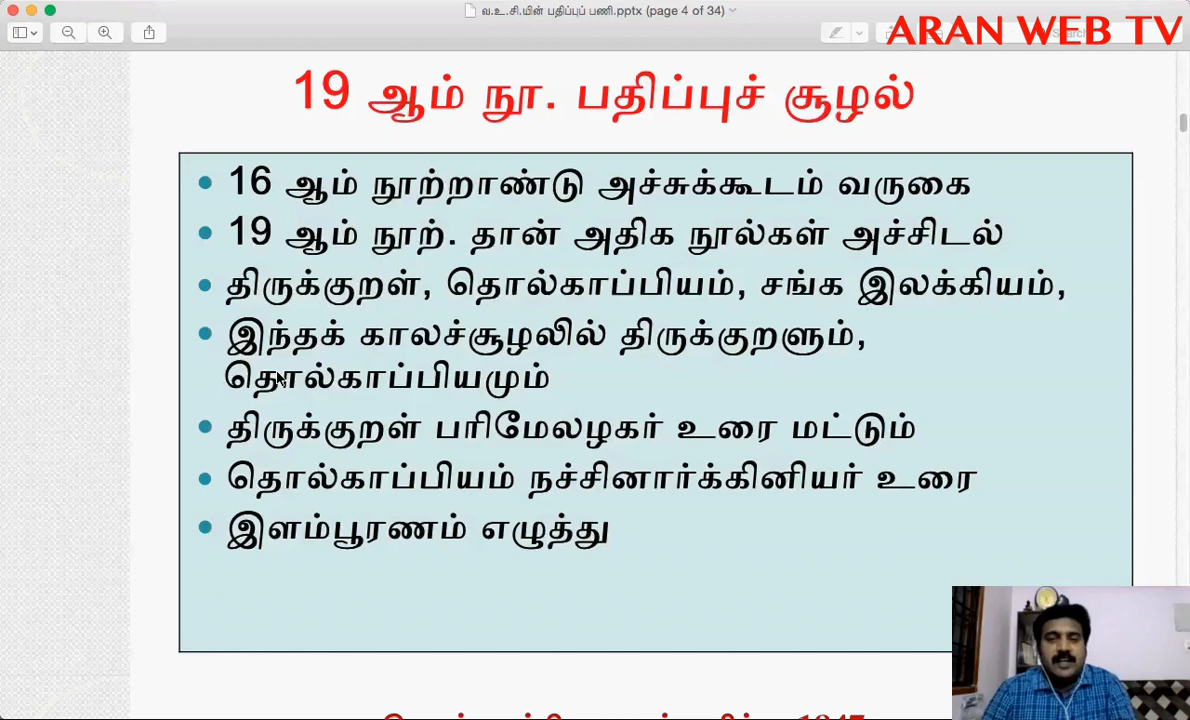 வ.உ.சி.யின் பதிப்புப் பணி.pptx (page 4 of 34)
ARAN WEB TV
19 ஆம் நூ. பதிப்புச் சூழல்
• 16 ஆம் நூற்றாண்டு அச்சுக்கூடம் வருகை
• 19 ஆம் நூற். தான் அதிக நூல்கள் அச்சிடல்
• திருக்குறள், தொல்காப்பியம், சங்க இலக்கியம்,
• இந்தக் காலச்சூழலில் திருக்குறளும்,
தொல்காப்பியமும்
• திருக்குறள் பரிமேலழகர் உரை மட்டும்
• தொல்காப்பியம் நச்சினார்க்கினியர் உரை
• இளம்பூரணம் எழுத்து